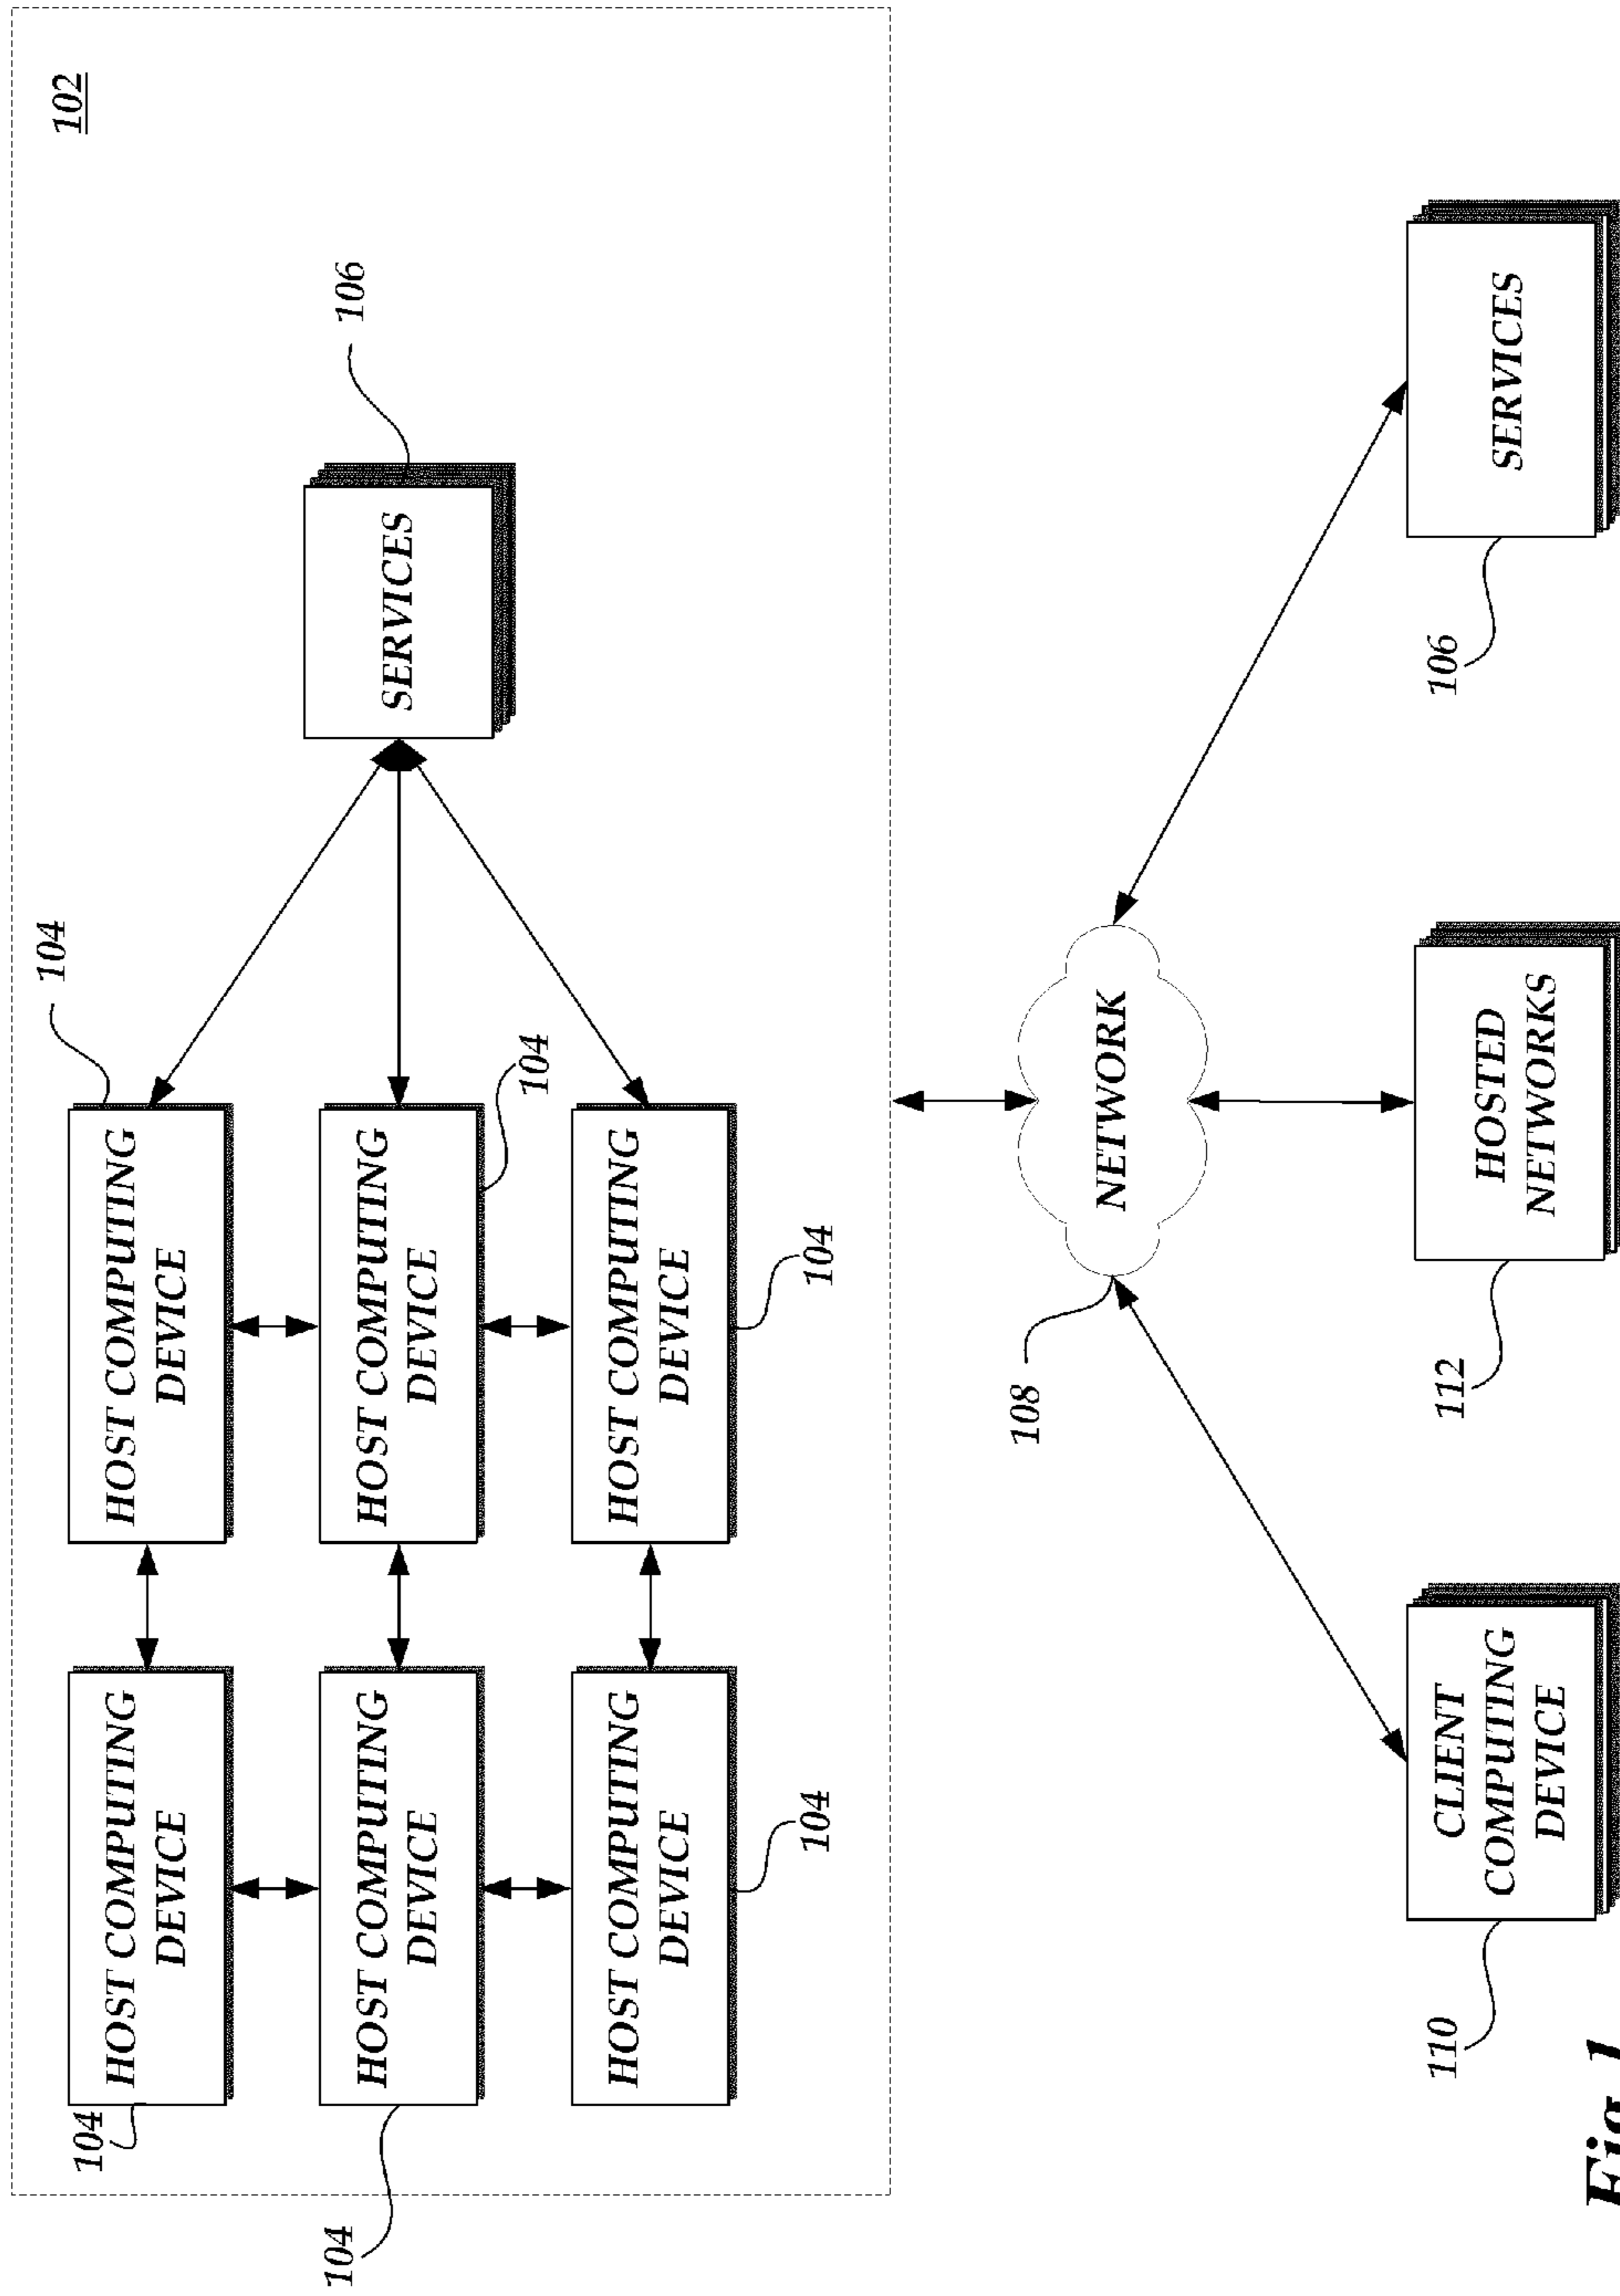 104
104
102
HOST COMPUTING
DEVICE
HOST COMPUTING
DEVICE
104
106
HOST COMPUTING
DEVICE
HOST COMPUTING
DEVICE
SERVICES
104
HOST COMPUTING
DEVICE
HOST COMPUTING
DEVICE
104
104
108
NETWORK
110
112
106
CLIENT
COMPUTING
DEVICE
HOSTED
NETWORKS
SERVICES
Fig. 1